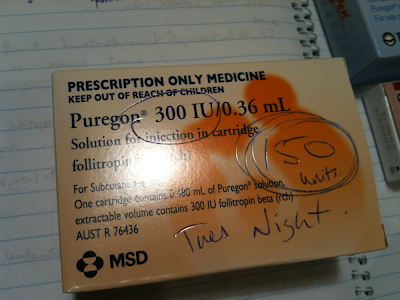 PRESCRIPTION ONLY MEDICINE
KEEP OUT OF REACH OF CHILDREN
Puregon® 300 IU/0.36 mL
Solution for injection in cartridge
follitropin (rch)
150
units.
For Subcutan
One cartridge contains 0.480 mL of Puregon® solution,
extractable volume contains 300 IU follitropin beta (rch)
AUST R 76436
Tues Night.
MSD